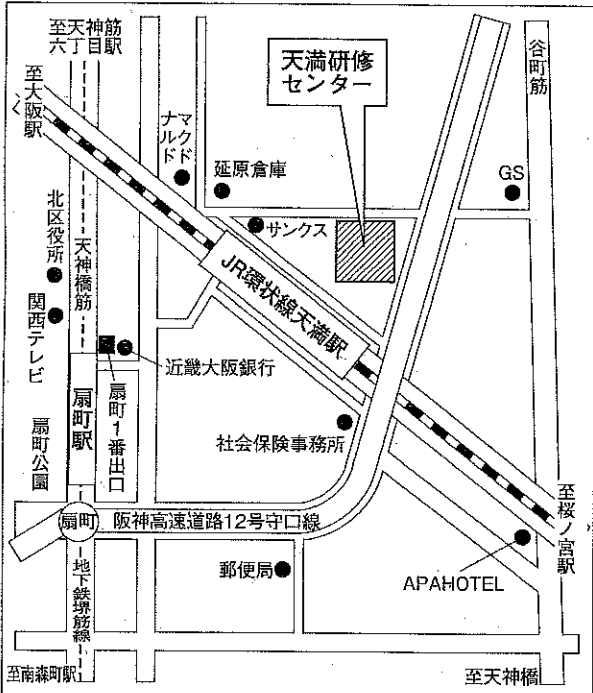 至天神筋
六丁目駅
至大阪駅
天満研修
センター
谷町筋
マクド
ナルド
延原倉庫
GS
北区役所
天神橋筋
サンクス
JR環状線天満駅
関西テレビ
近畿大阪銀行
扇町駅
扇町1番出口
扇町公園
社会保険事務所
至桜ノ宮駅
扇町
阪神高速道路12号守口線
地下鉄堺筋線
郵便局
APAHOTEL
至南森町駅
至天神橋